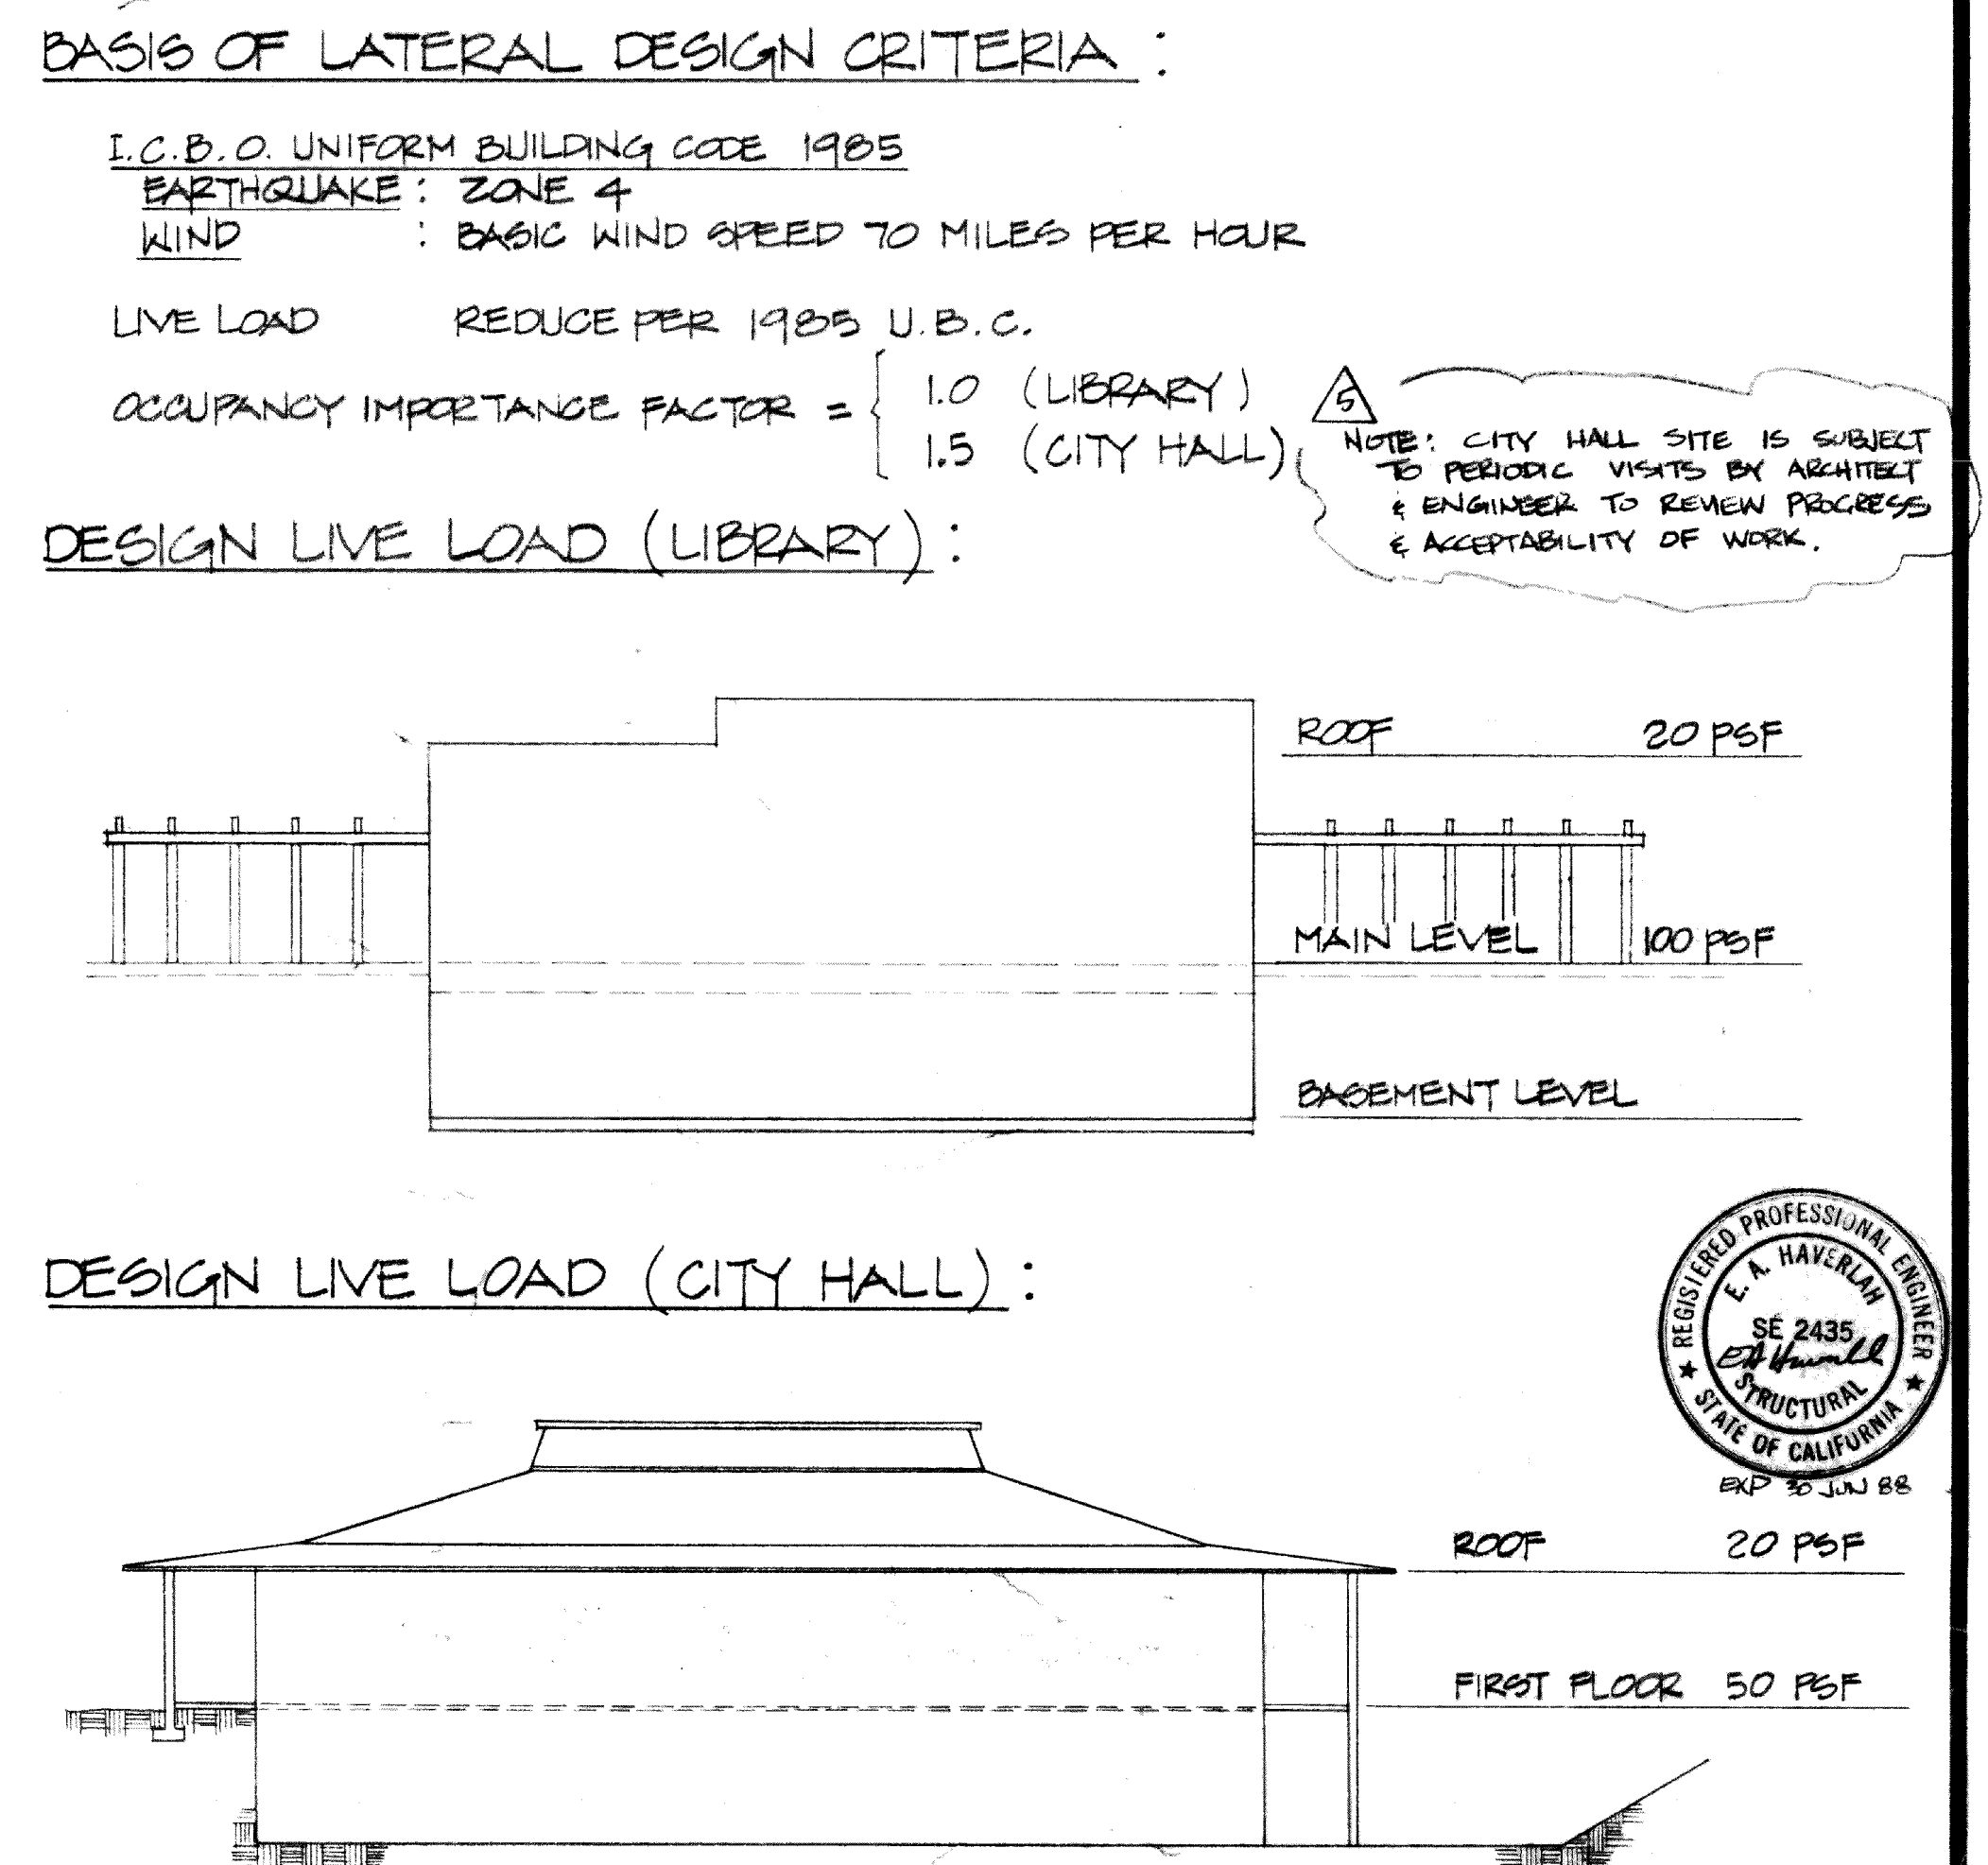 BASIS OF LATERAL DESIGN CRITERIA :
I.C.B.O. UNIFORM BUILDING CODE 1985
EARTHQUAKE : ZONE 4
WIND : BASIC WIND SPEED 70 MILES PER HOUR
LIVE LOAD REDUCE PER 1985 U.B.C.
OCCUPANCY IMPORTANCE FACTOR = { 1.0 (LIBRARY)
1.5 (CITY HALL)
5
NOTE: CITY HALL SITE IS SUBJECT
TO PERIODIC VISITS BY ARCHITECT
& ENGINEER TO REVIEW PROGRESS
& ACCEPTABILITY OF WORK.
DESIGN LIVE LOAD (LIBRARY) :
ROOF 20 PSF
MAIN LEVEL 100 PSF
BASEMENT LEVEL
DESIGN LIVE LOAD (CITY HALL) :
REGISTERED PROFESSIONAL ENGINEER
E. A. HAVERLAH
SE 2435
STRUCTURAL
STATE OF CALIFORNIA
EXP 30 JUN 88
ROOF 20 PSF
FIRST FLOOR 50 PSF